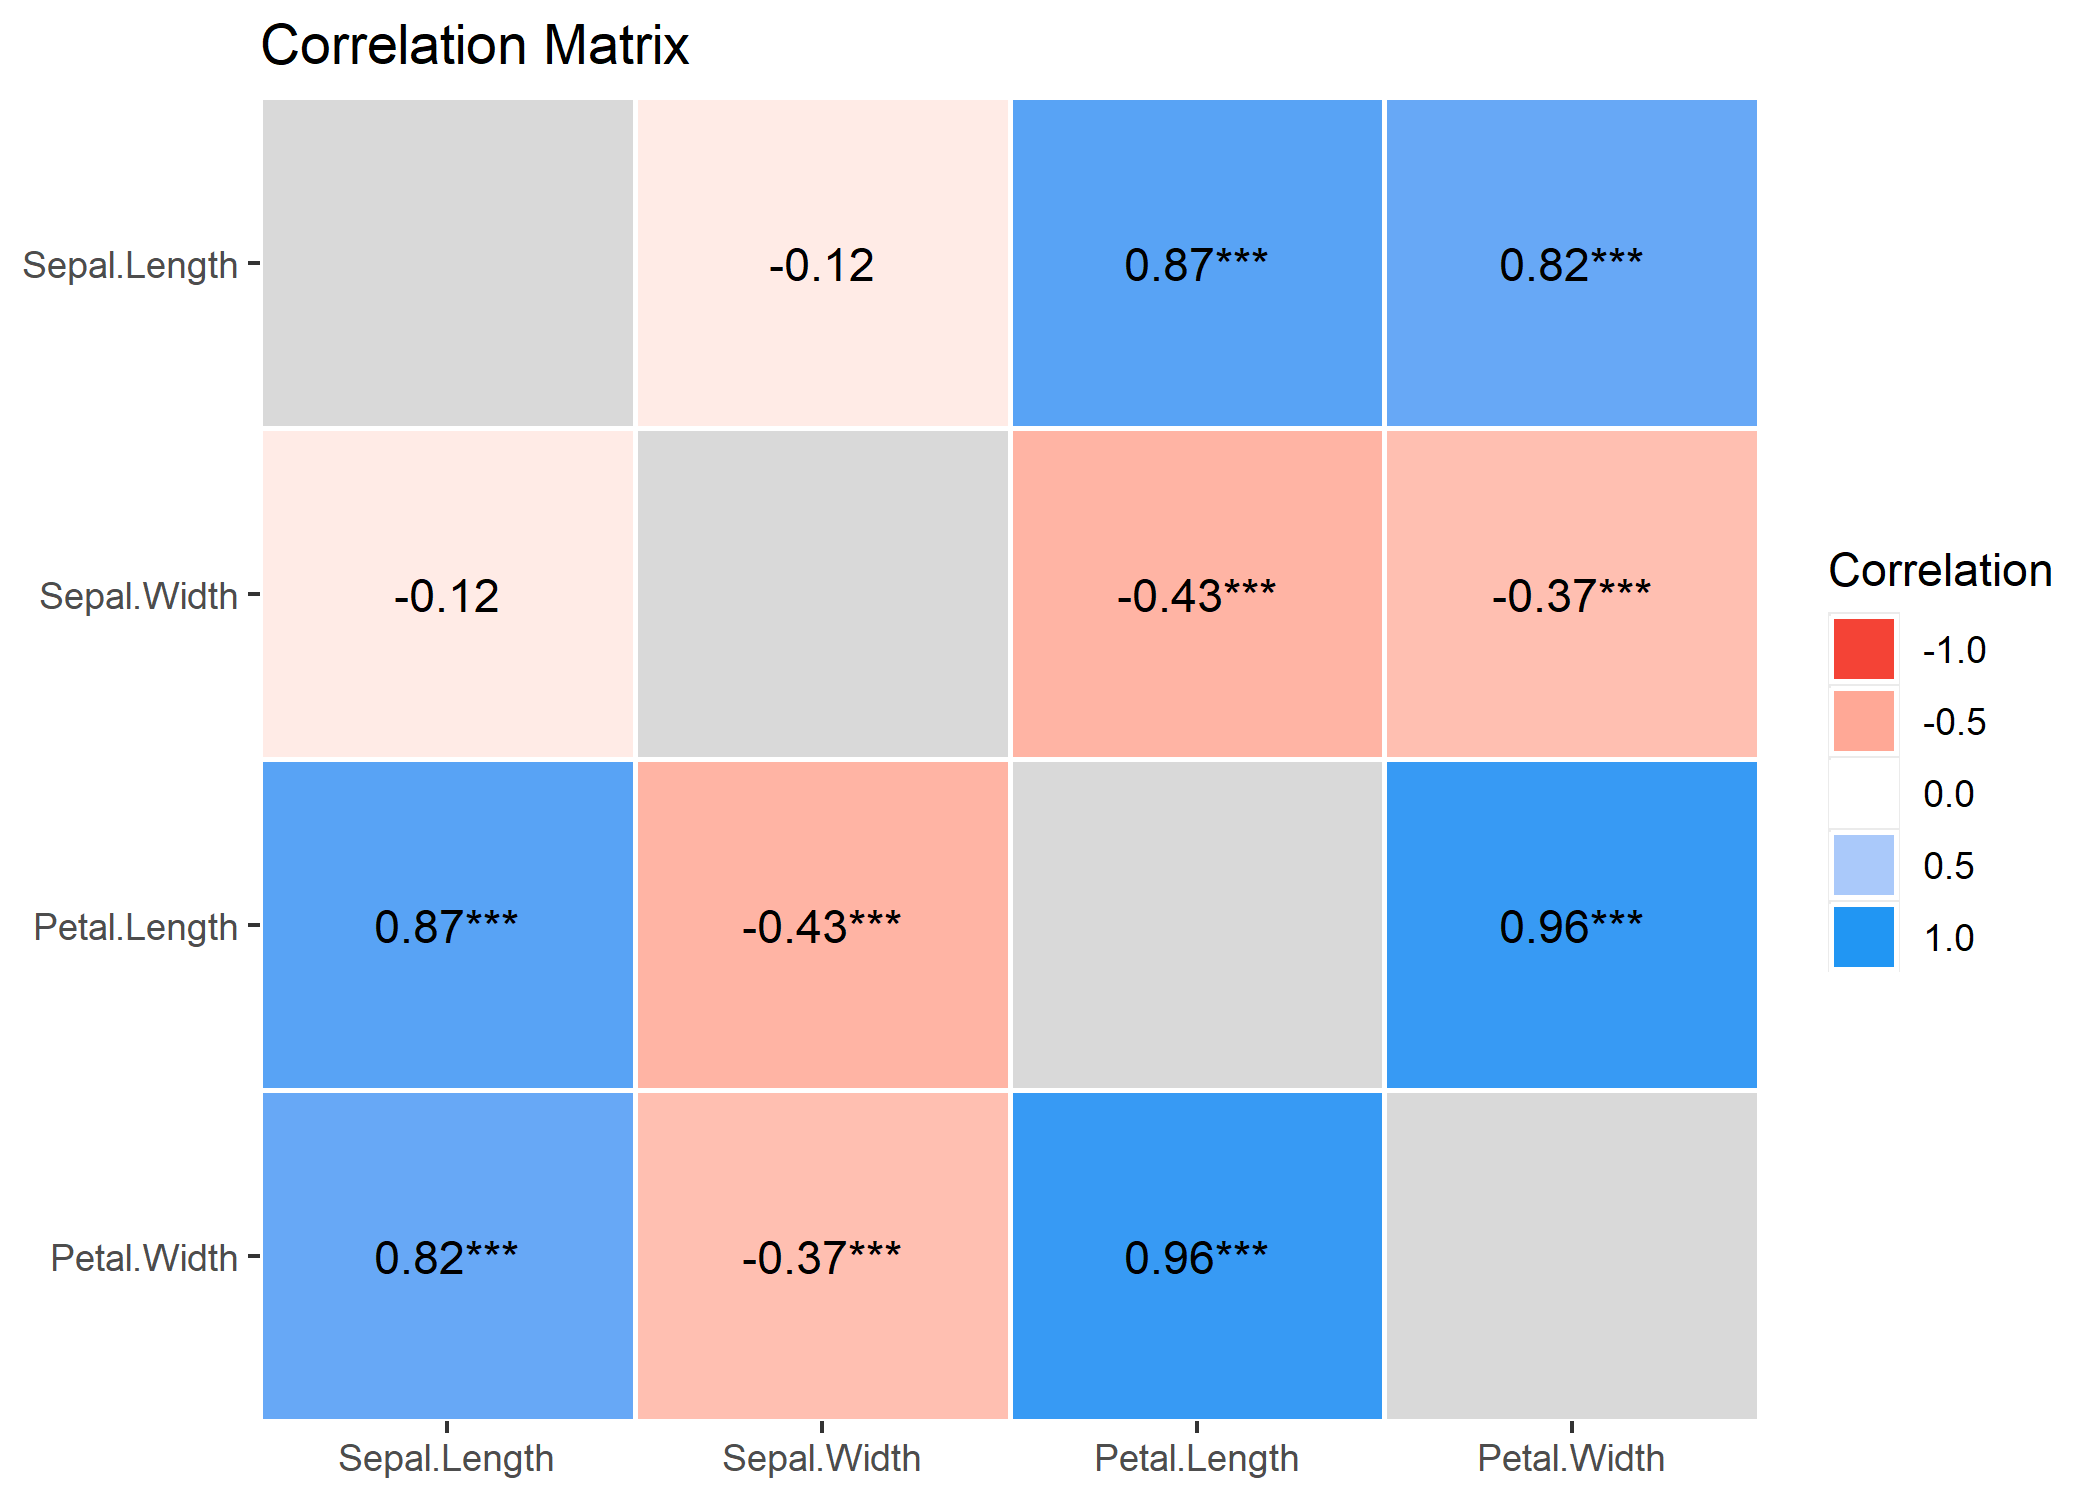 Correlation Matrix
Sepal.Length
-0.12
0.87***
0.82***
Sepal.Width
-0.12
-0.43***
-0.37***
Petal.Length
0.87***
-0.43***
0.96***
Petal.Width
0.82***
-0.37***
0.96***
Sepal.Length
Sepal.Width
Petal.Length
Petal.Width
Correlation
-1.0
-0.5
0.0
0.5
1.0